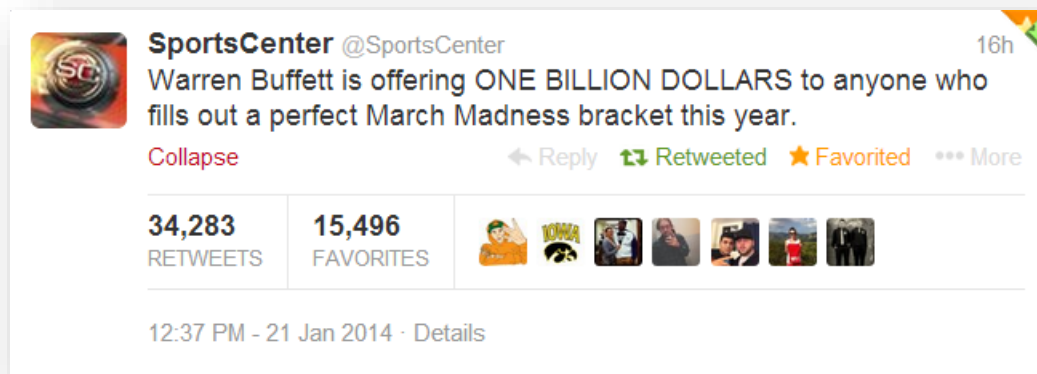 SportsCenter @SportsCenter 16h
Warren Buffett is offering ONE BILLION DOLLARS to anyone who
fills out a perfect March Madness bracket this year.
Collapse Reply Retweeted Favorited More
34,283 15,496
RETWEETS FAVORITES
SC
IOWA
12:37 PM - 21 Jan 2014 · Details